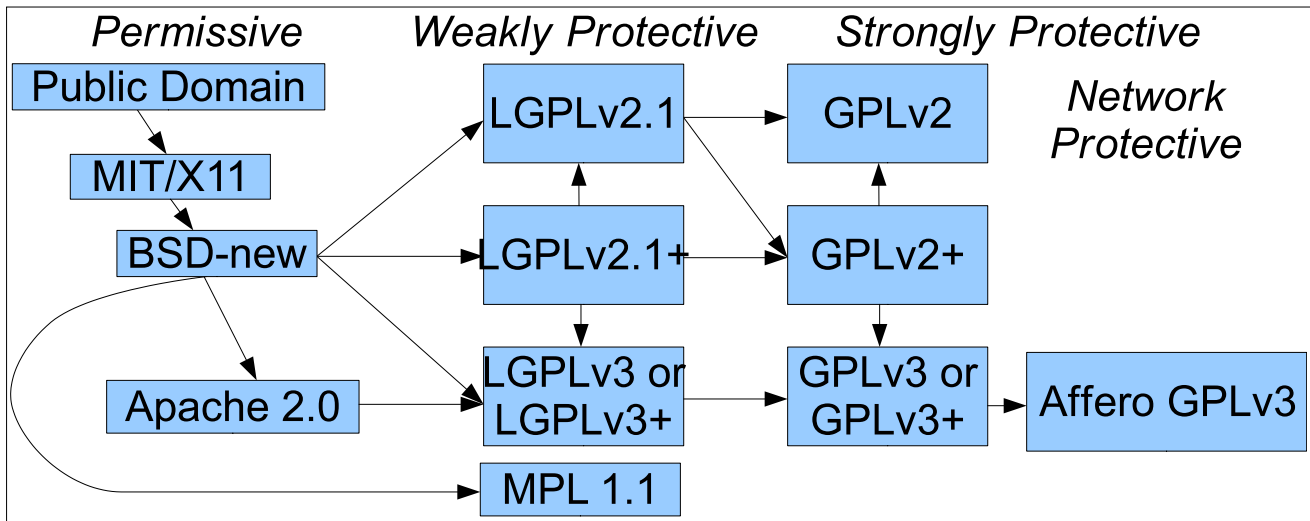 Permissive
Weakly Protective
Strongly Protective
Network
Protective
Public Domain
MIT/X11
BSD-new
Apache 2.0
LGPLv2.1
LGPLv2.1+
LGPLv3 or
LGPLv3+
MPL 1.1
GPLv2
GPLv2+
GPLv3 or
GPLv3+
Affero GPLv3